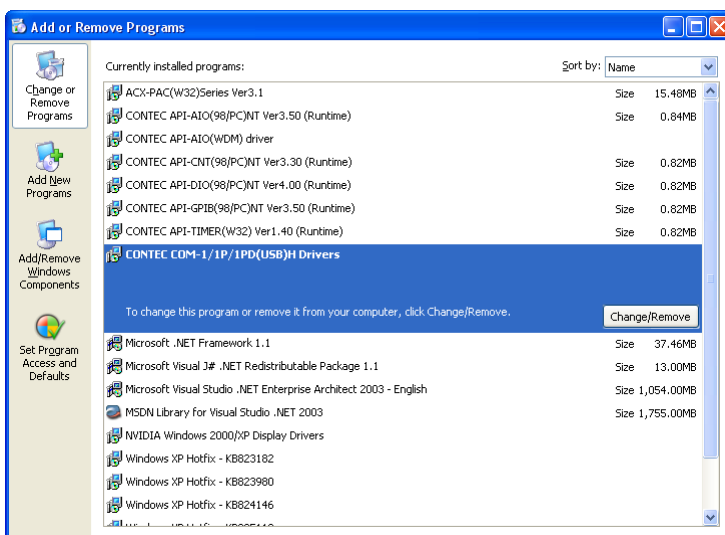 Add or Remove Programs
Change or
Remove
Programs
Add New
Programs
Add/Remove
Windows
Components
Set Program
Access and
Defaults
Currently installed programs:
Sort by: Name
ACX-PAC(W32)Series Ver3.1 Size 15.48MB
CONTEC API-AIO(98/PC)NT Ver3.50 (Runtime) Size 0.84MB
CONTEC API-AIO(WDM) driver
CONTEC API-CNT(98/PC)NT Ver3.30 (Runtime) Size 0.82MB
CONTEC API-DIO(98/PC)NT Ver4.00 (Runtime) Size 0.82MB
CONTEC API-GPIB(98/PC)NT Ver3.50 (Runtime) Size 0.82MB
CONTEC API-TIMER(W32) Ver1.40 (Runtime) Size 0.82MB
CONTEC COM-1/1P/1PD(USB)H Drivers
To change this program or remove it from your computer, click Change/Remove.
Change/Remove
Microsoft .NET Framework 1.1 Size 37.46MB
Microsoft Visual J# .NET Redistributable Package 1.1 Size 13.00MB
Microsoft Visual Studio .NET Enterprise Architect 2003 - English Size 1,054.00MB
MSDN Library for Visual Studio .NET 2003 Size 1,755.00MB
NVIDIA Windows 2000/XP Display Drivers
Windows XP Hotfix - KB823182
Windows XP Hotfix - KB823980
Windows XP Hotfix - KB824146